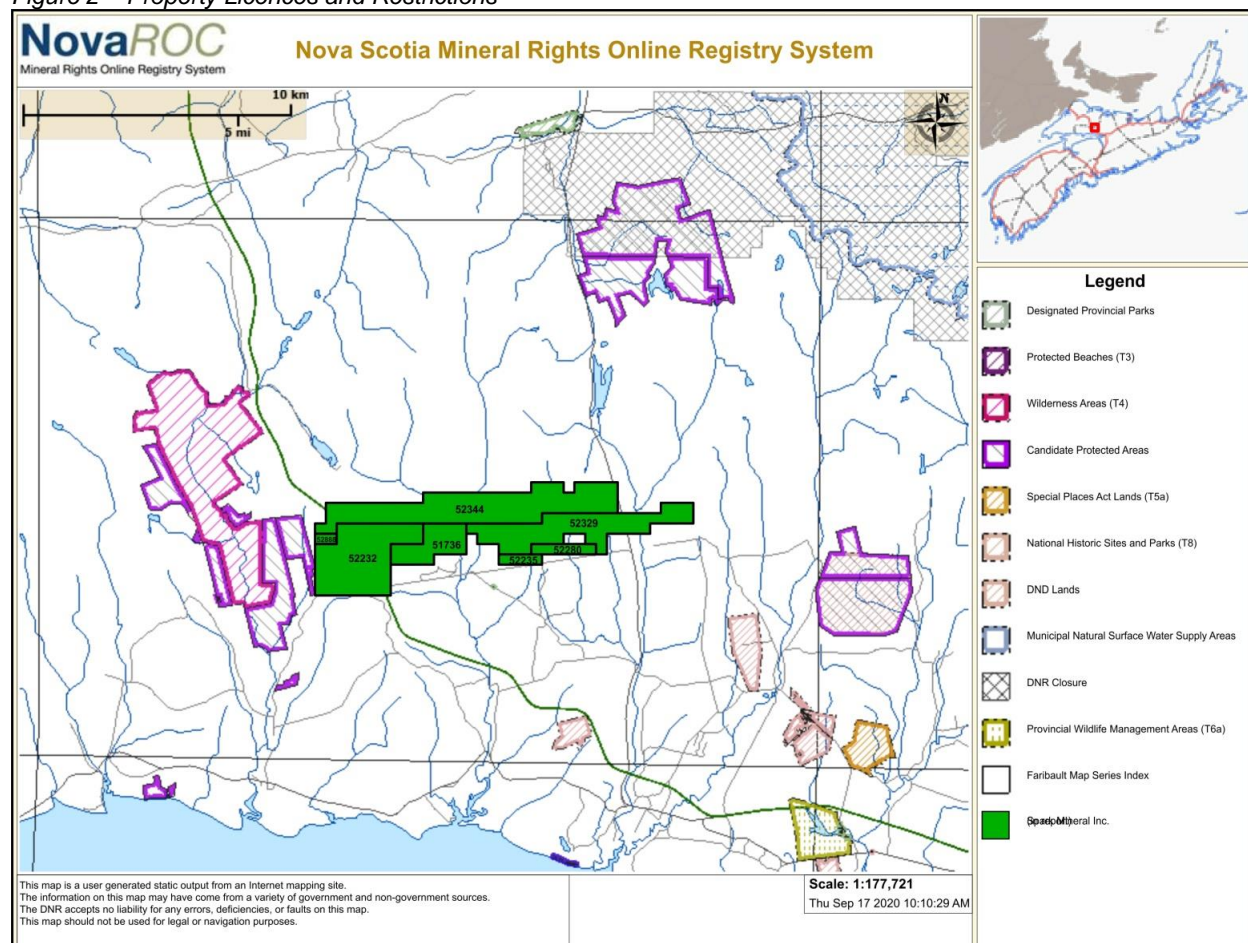 Figure 2 – Property Licences and Restrictions
NovaROC
Mineral Rights Online Registry System
Nova Scotia Mineral Rights Online Registry System
10 km
5 mi
N
52344
52329
52232
51736
52280
52235
Legend
Designated Provincial Parks
Protected Beaches (T3)
Wilderness Areas (T4)
Candidate Protected Areas
Special Places Act Lands (T5a)
National Historic Sites and Parks (T8)
DND Lands
Municipal Natural Surface Water Supply Areas
DNR Closure
Provincial Wildlife Management Areas (T6a)
Faribault Map Series Index
Mineral Inc.
This map is a user generated static output from an Internet mapping site.
The information on this map may have come from a variety of government and non-government sources.
The DNR accepts no liability for any errors, deficiencies, or faults on this map.
This map should not be used for legal or navigation purposes.
Scale: 1:177,721
Thu Sep 17 2020 10:10:29 AM